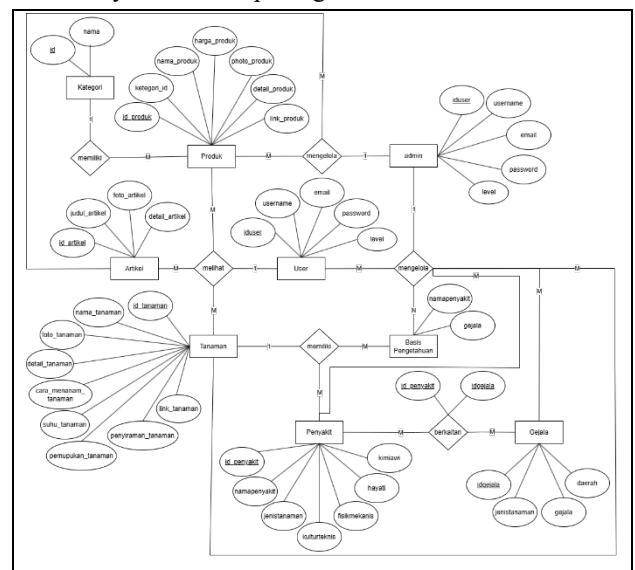 nama
id
Kategori
memiliki
harga_produk
nama_produk
photo_produk
kategori_id
detail_produk
id_produk
link_produk
Produk
M
M
M
M
mengelola
1
1
admin
iduser
username
email
password
level
foto_artikel
judul_artikel
detail_artikel
id_artikel
Artikel
M
melihat
1
User
iduser
username
email
password
level
M
mengelola
1
M
M
M
M
N
namapenyakit
gejala
Basis
Pengetahuan
id_tanaman
nama_tanaman
foto_tanaman
detail_tanaman
cara_menanam_
tanaman
suhu_tanaman
pemupukan_tanaman
penyiraman_tanaman
link_tanaman
Tanaman
1
memiliki
M
M
id_penyakit
idgejala
Penyakit
M
berkaitan
M
Gejala
id_penyakit
namapenyakit
jenistanaman
kulturteknis
fisikmekanis
hayati
kimiawi
idgejala
jenistanaman
gejala
daerah